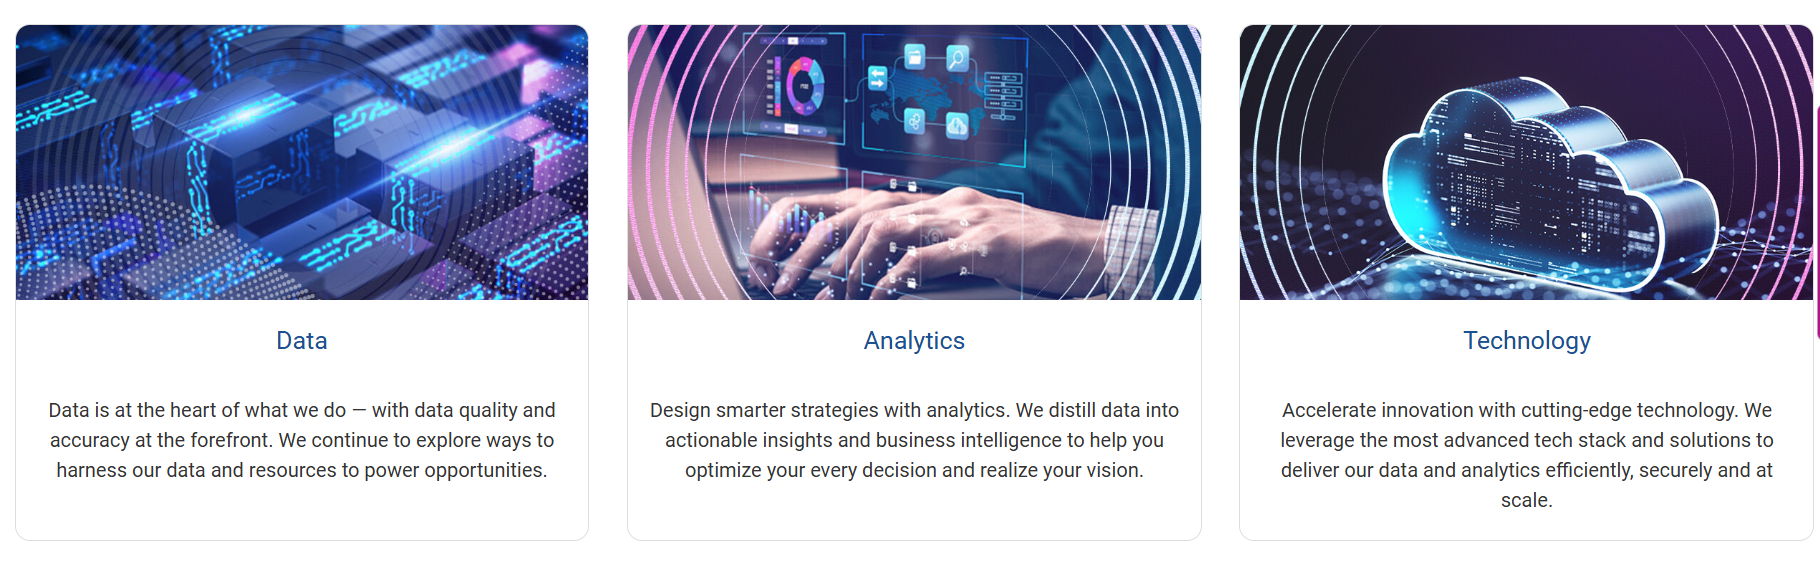 Data
Data is at the heart of what we do — with data quality and
accuracy at the forefront. We continue to explore ways to
harness our data and resources to power opportunities.
Analytics
Design smarter strategies with analytics. We distill data into
actionable insights and business intelligence to help you
optimize your every decision and realize your vision.
Technology
Accelerate innovation with cutting-edge technology. We
leverage the most advanced tech stack and solutions to
deliver our data and analytics efficiently, securely and at
scale.